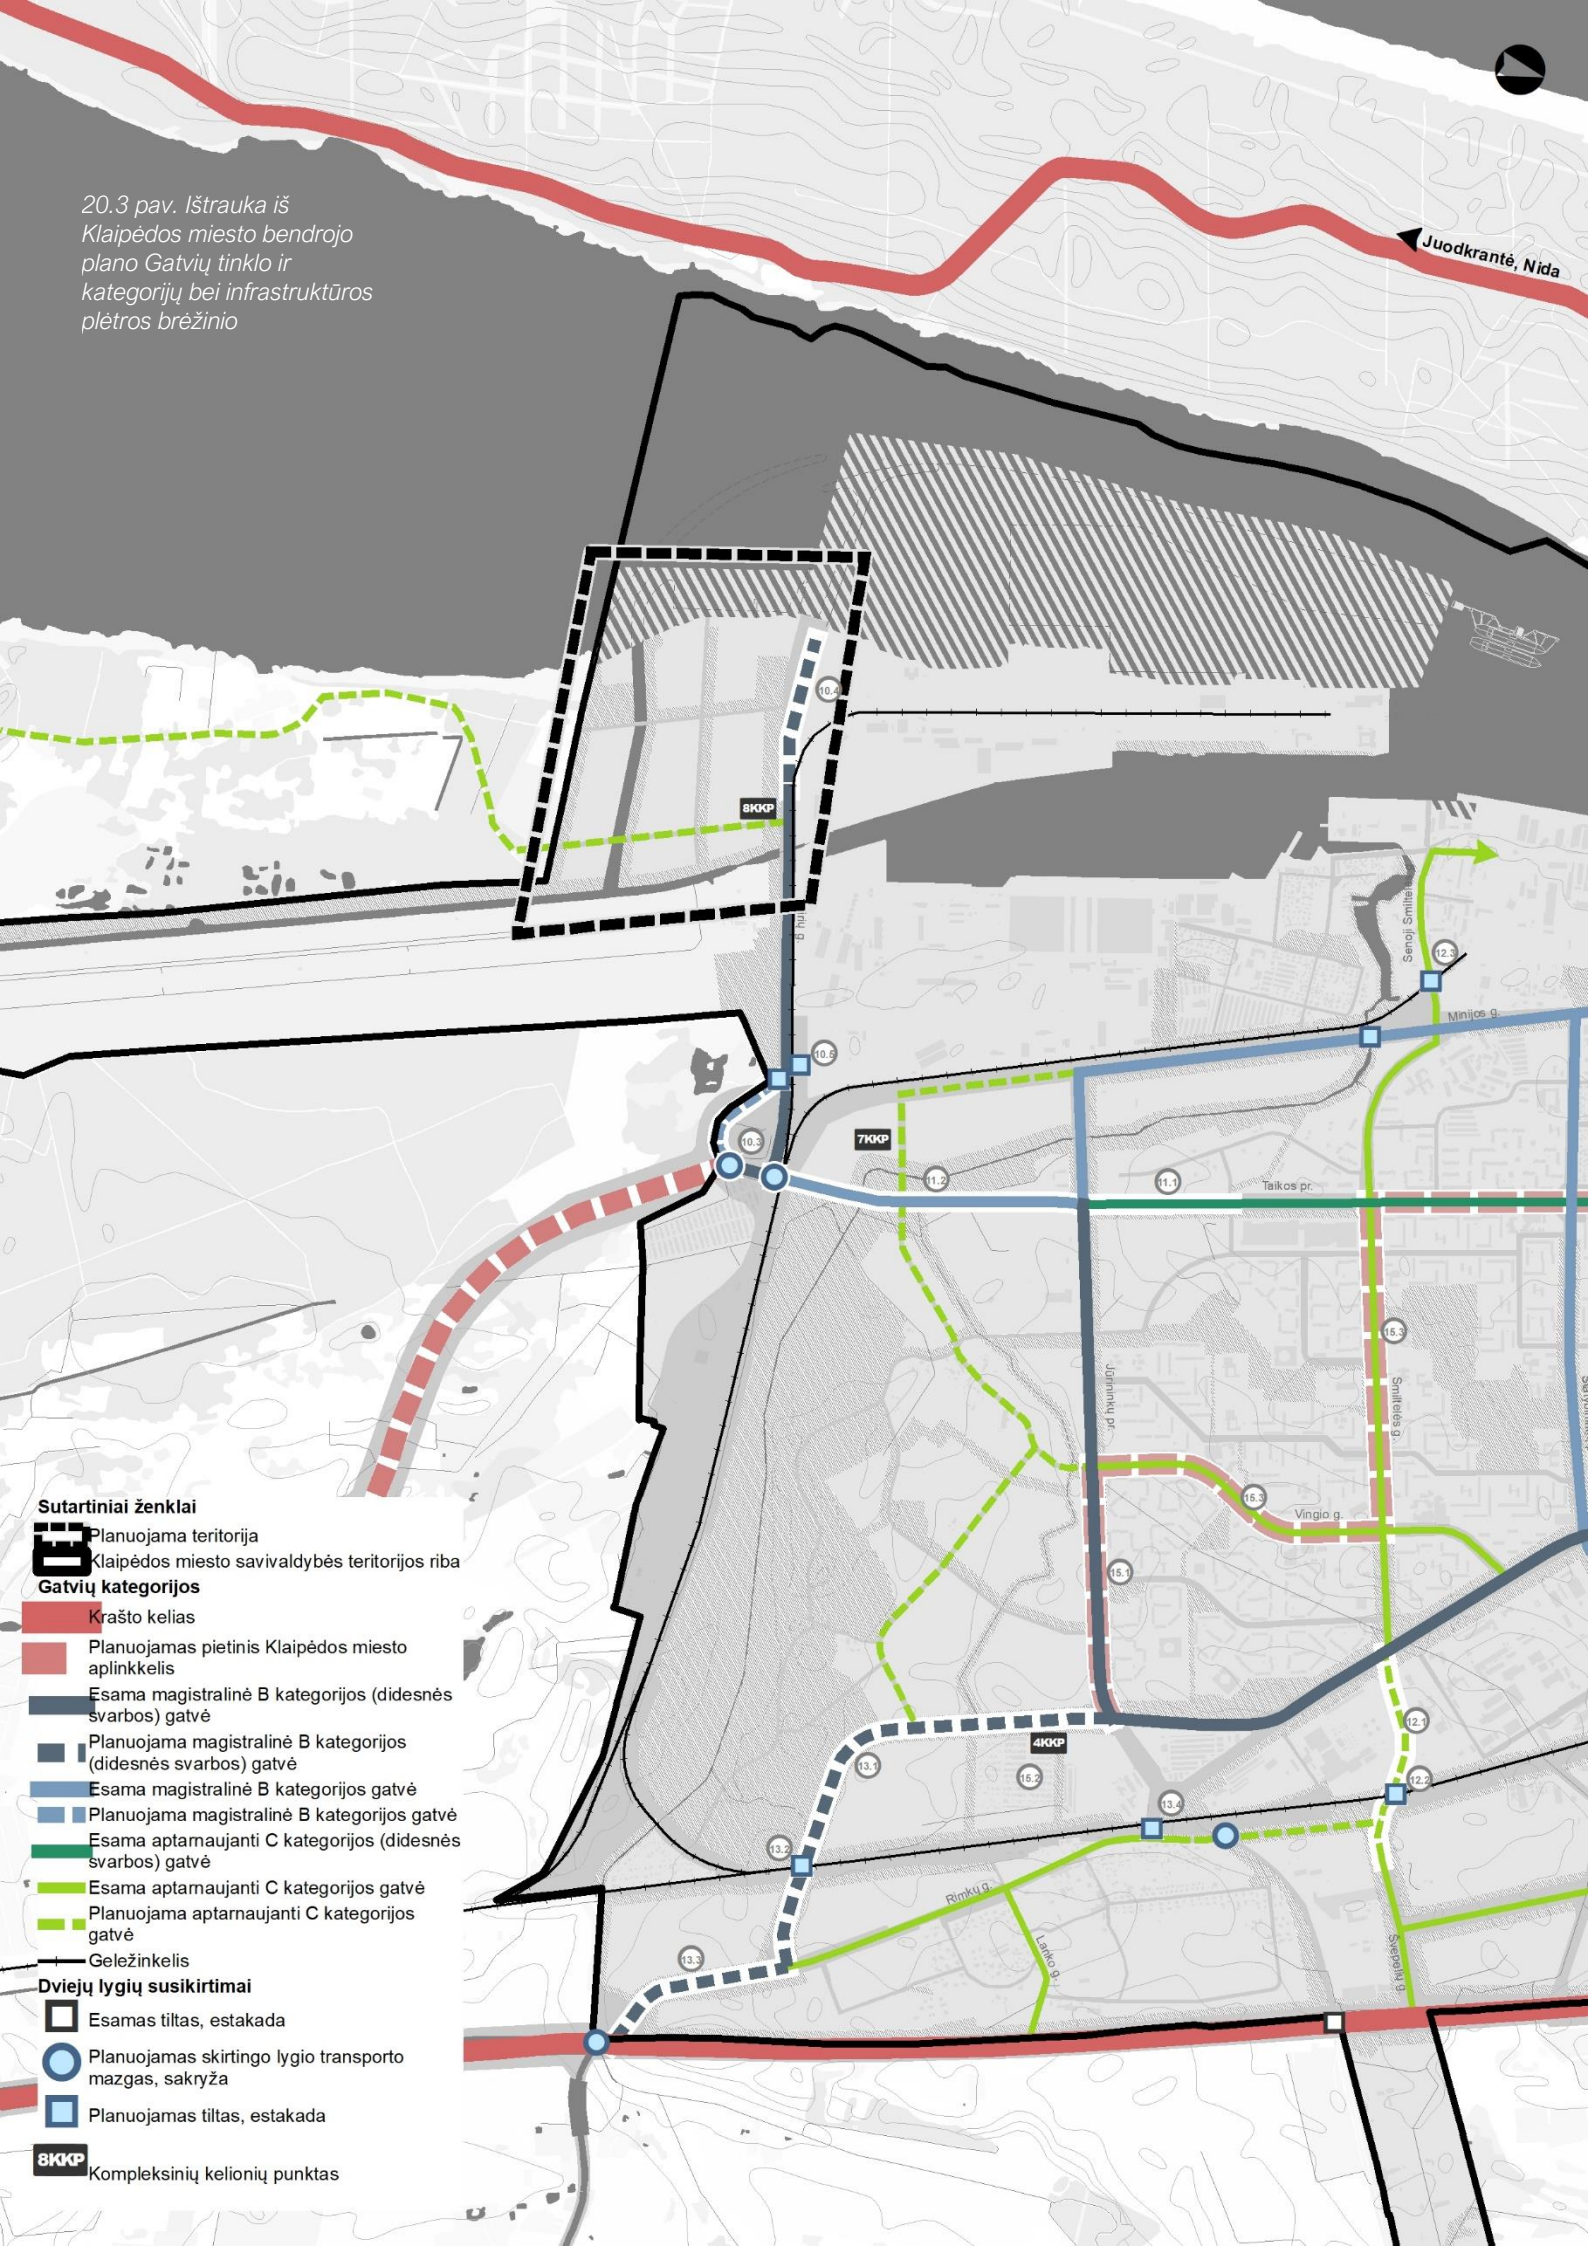 20.3 pav. Ištrauka iš
Klaipėdos miesto bendrojo
plano Gatvių tinklo ir
kategorijų bei infrastruktūros
plėtros brėžinio
Juodkrantė, Nida
10.4
8KKP
Senoji Smiltelė
12.3
Minijos g.
10.5
10.3
7KKP
11.2
11.1
Taikos pr.
15.3
Jūrininkų pr.
Smiltelės g.
15.3
Vingio g.
15.1
12.1
4KKP
13.1
15.2
12.2
13.4
13.2
Rimkų g.
Lanko g.
13.3
Švepelių g.
Sutartiniai ženklai
Planuojama teritorija
Klaipėdos miesto savivaldybės teritorijos riba
Gatvių kategorijos
Krašto kelias
Planuojamas pietinis Klaipėdos miesto
aplinkkelis
Esama magistralinė B kategorijos (didesnės
svarbos) gatvė
Planuojama magistralinė B kategorijos
(didesnės svarbos) gatvė
Esama magistralinė B kategorijos gatvė
Planuojama magistralinė B kategorijos gatvė
Esama aptarnaujanti C kategorijos (didesnės
svarbos) gatvė
Esama aptarnaujanti C kategorijos gatvė
Planuojama aptarnaujanti C kategorijos
gatvė
Geležinkelis
Dviejų lygių susikirtimai
Esamas tiltas, estakada
Planuojamas skirtingo lygio transporto
mazgas, sakryža
Planuojamas tiltas, estakada
8KKP
Kompleksinių kelionių punktas